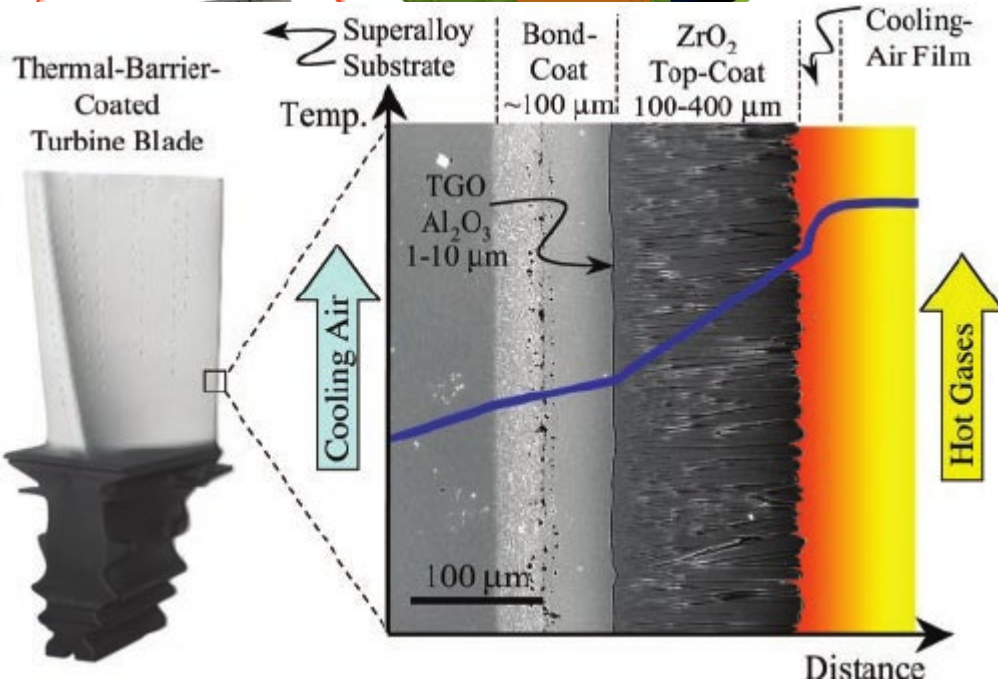 Thermal-Barrier-
Coated
Turbine Blade
Superalloy
Substrate
Bond-
Coat
~100 μm
ZrO₂
Top-Coat
100-400 μm
Cooling-
Air Film
Temp.
TGO
Al₂O₃
1-10 μm
Cooling Air
Hot Gases
100 μm
Distance